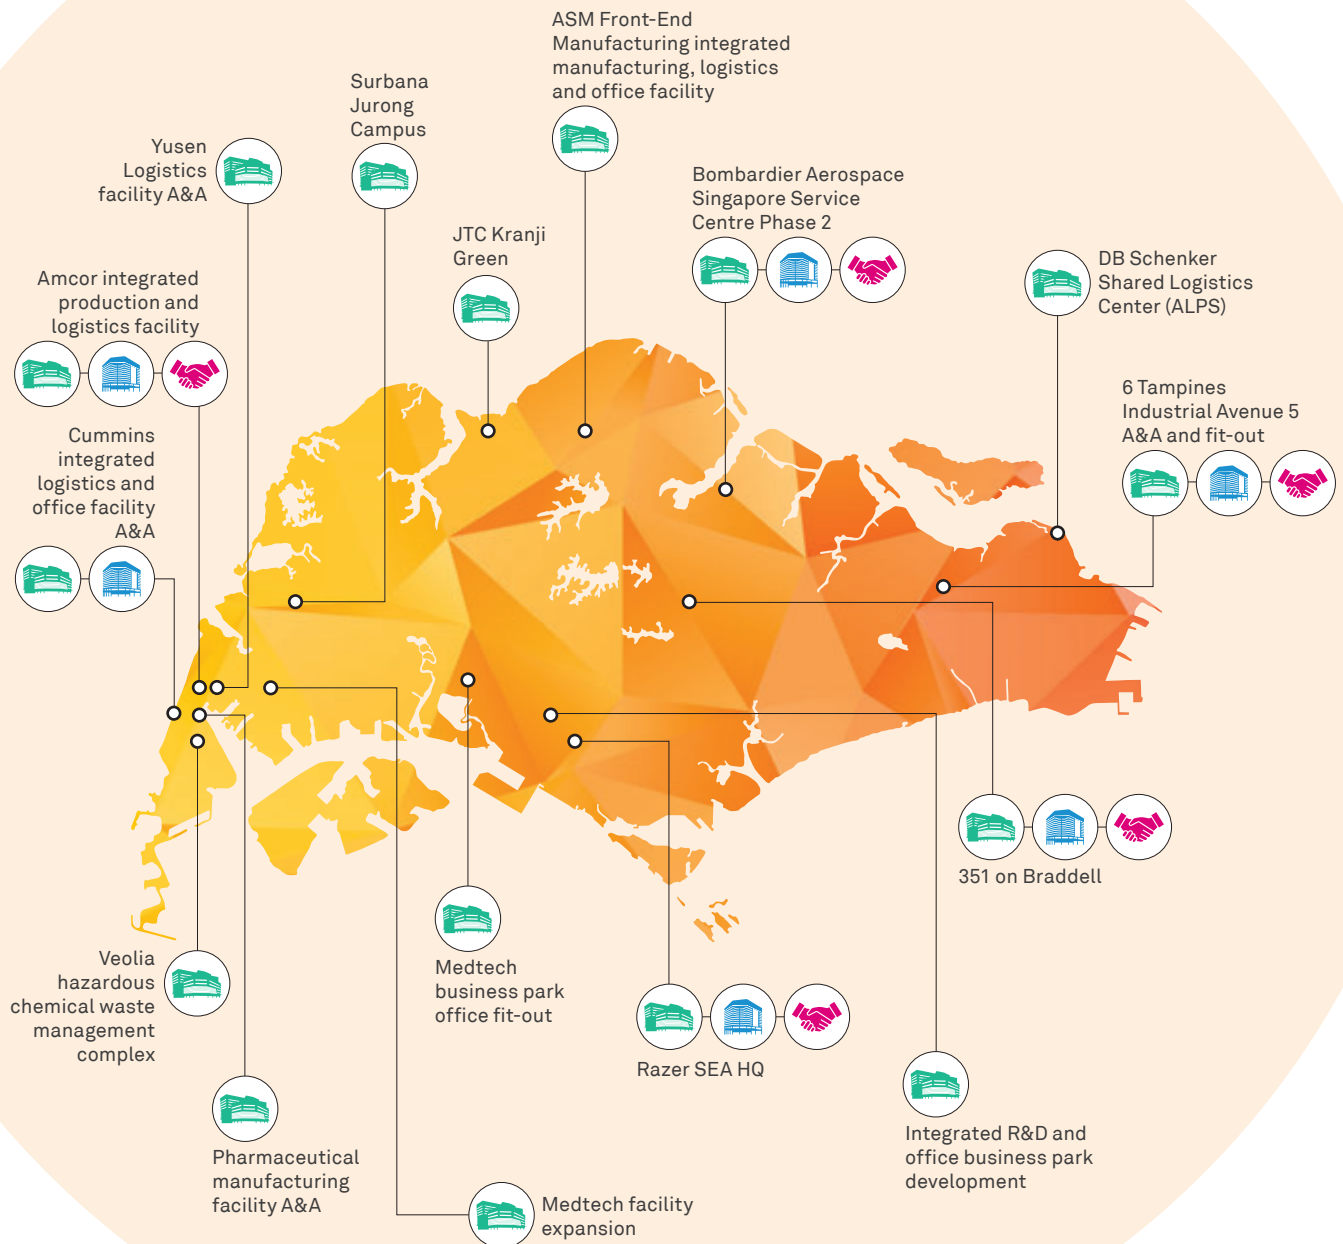 ASM Front-End
Manufacturing integrated
manufacturing, logistics
and office facility
Surbana
Jurong
Campus
Yusen
Logistics
facility A&A
Bombardier Aerospace
Singapore Service
Centre Phase 2
JTC Kranji
Green
DB Schenker
Shared Logistics
Center (ALPS)
Amcor integrated
production and
logistics facility
6 Tampines
Industrial Avenue 5
A&A and fit-out
Cummins
integrated
logistics and
office facility
A&A
351 on Braddell
Veolia
hazardous
chemical waste
management
complex
Medtech
business park
office fit-out
Razer SEA HQ
Integrated R&D and
office business park
development
Pharmaceutical
manufacturing
facility A&A
Medtech facility
expansion